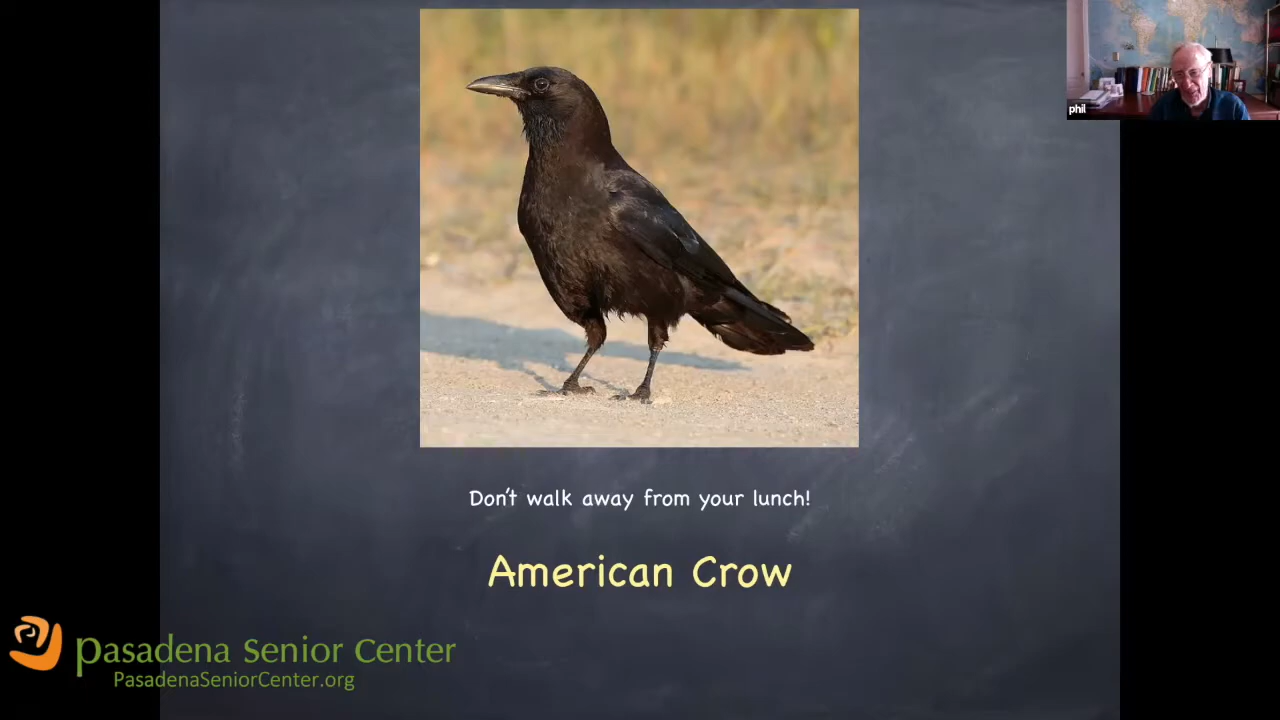 phil
Don't walk away from your lunch!
American Crow
Pasadena Senior Center
PasadenaSeniorCenter.org